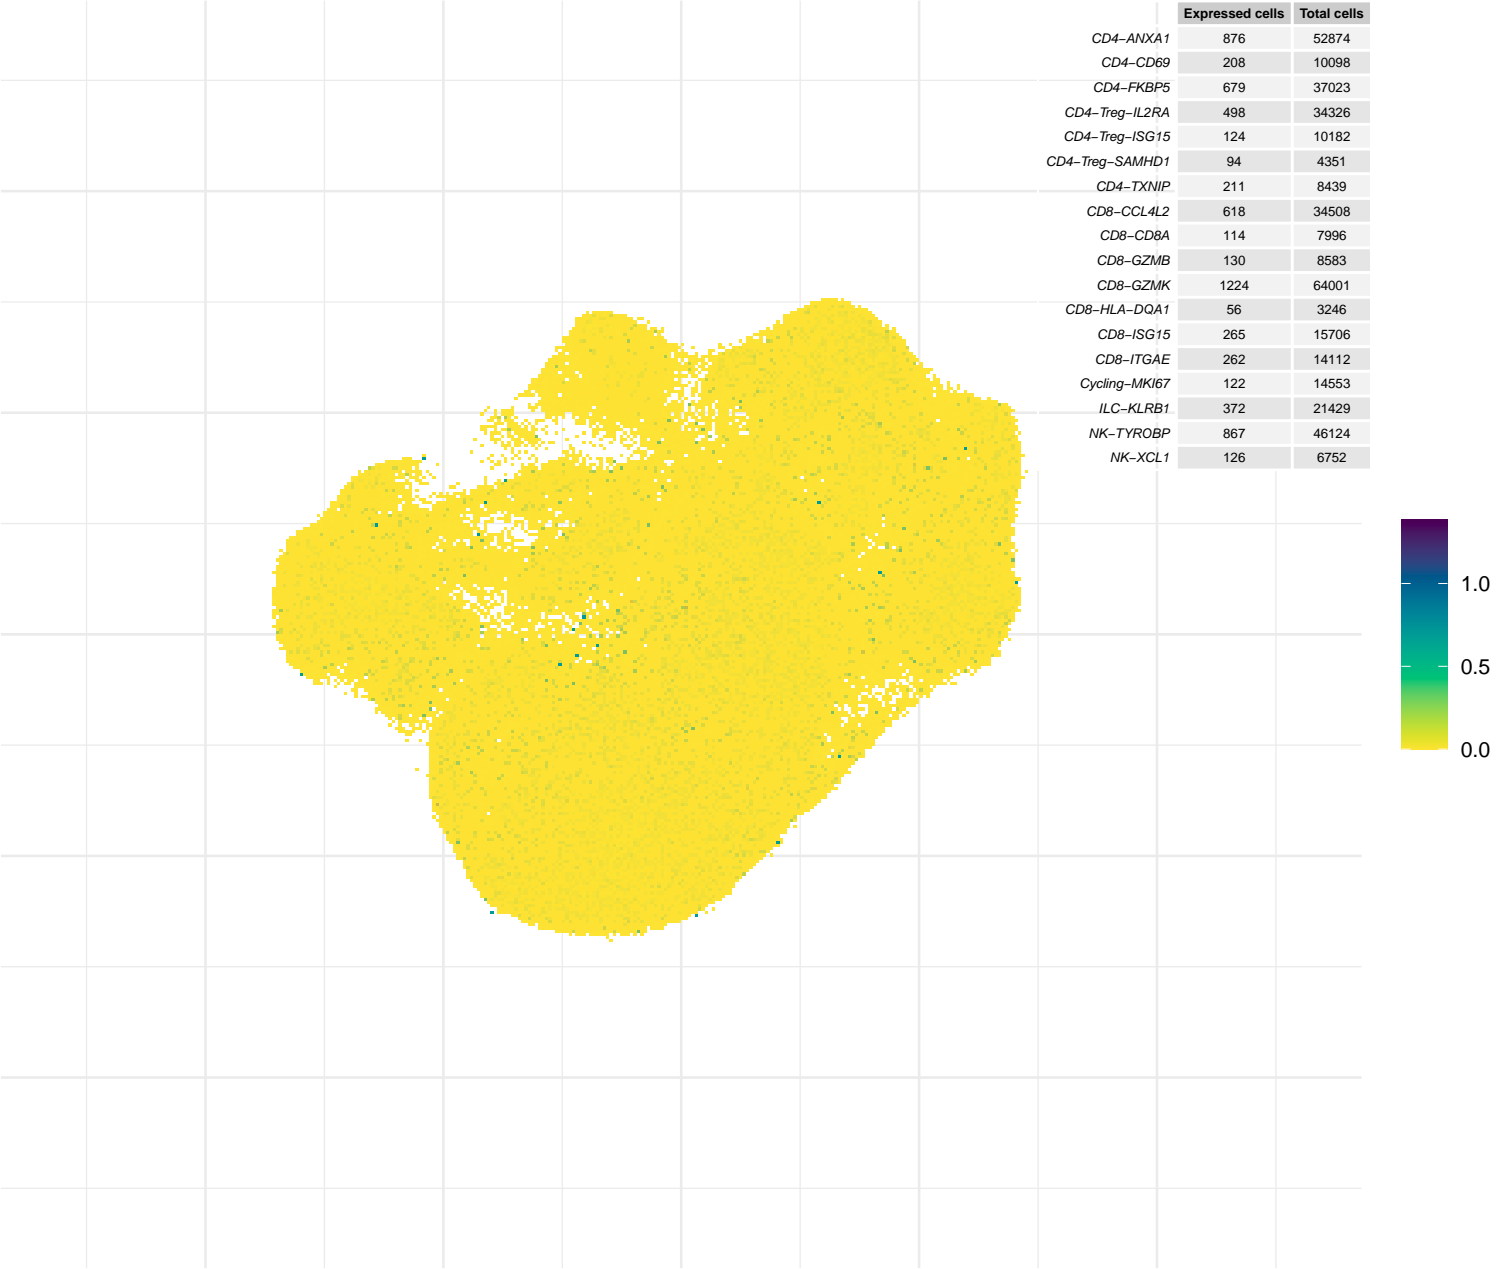 Expressed cells Total cells
CD4−ANXA1 876 52874
CD4−CD69 208 10098
CD4−FKBP5 679 37023
CD4−Treg−IL2RA 498 34326
CD4−Treg−ISG15 124 10182
CD4−Treg−SAMHD1 94 4351
CD4−TXNIP 211 8439
CD8−CCL4L2 618 34508
CD8−CD8A 114 7996
CD8−GZMB 130 8583
CD8−GZMK 1224 64001
CD8−HLA−DQA1 56 3246
CD8−ISG15 265 15706
CD8−ITGAE 262 14112
Cycling−MKI67 122 14553
ILC−KLRB1 372 21429
NK−TYROBP 867 46124
NK−XCL1 126 6752
1.0
0.5
0.0